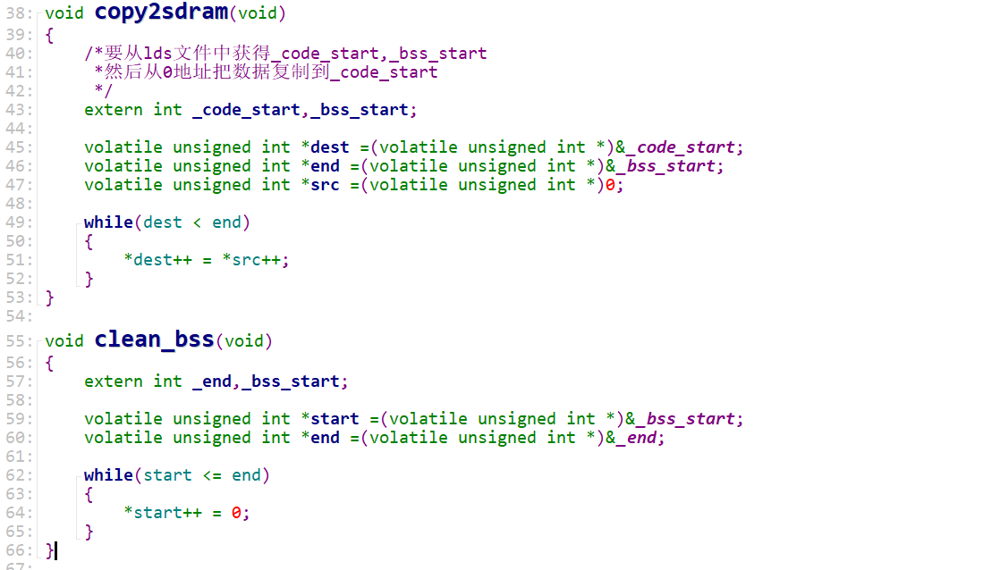 38: void copy2sdram(void)
39: {
40: /*要从lds文件中获得_code_start,_bss_start
41: *然后从0地址把数据复制到_code_start
42: */
43: extern int _code_start,_bss_start;
44:
45: volatile unsigned int *dest =(volatile unsigned int *)&_code_start;
46: volatile unsigned int *end =(volatile unsigned int *)&_bss_start;
47: volatile unsigned int *src =(volatile unsigned int *)0;
48:
49: while(dest < end)
50: {
51: *dest++ = *src++;
52: }
53: }
54:
55: void clean_bss(void)
56: {
57: extern int _end,_bss_start;
58:
59: volatile unsigned int *start =(volatile unsigned int *)&_bss_start;
60: volatile unsigned int *end =(volatile unsigned int *)&_end;
61:
62: while(start <= end)
63: {
64: *start++ = 0;
65: }
66: }
67: